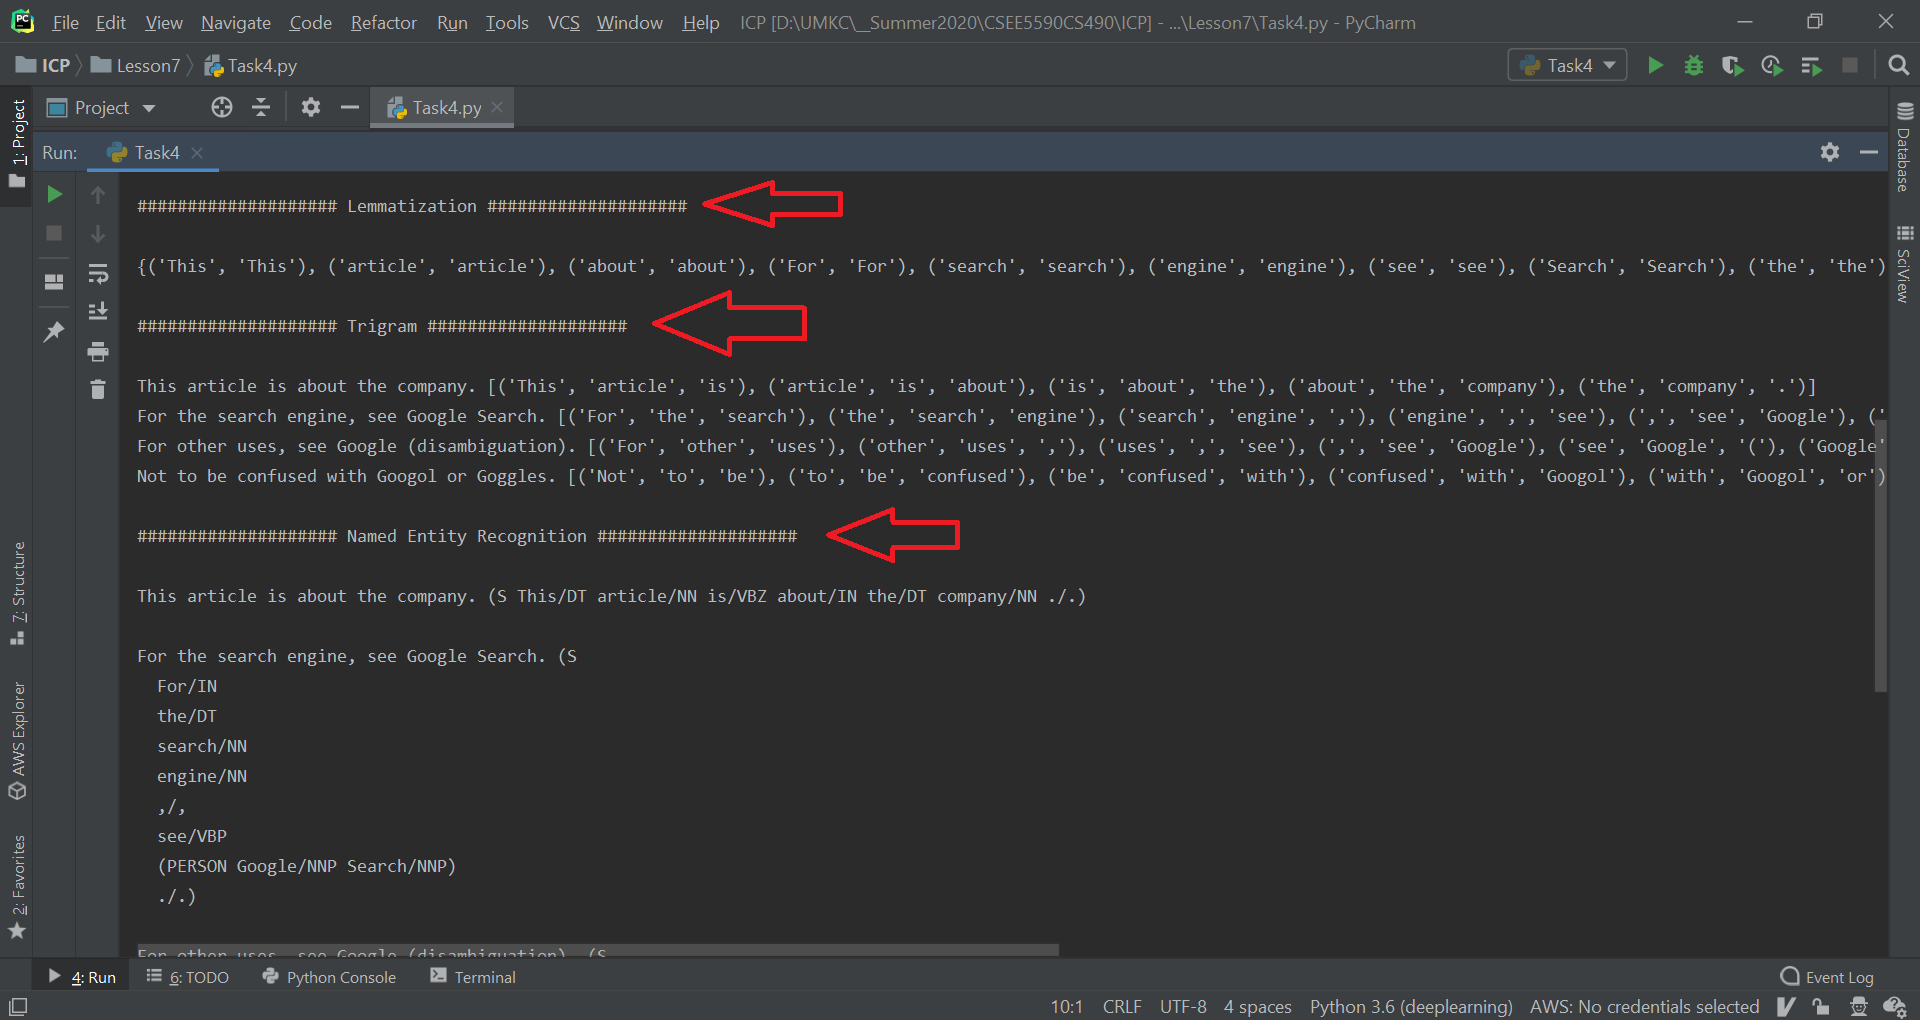 File Edit View Navigate Code Refactor Run Tools VCS Window Help ICP [D:\UMKC\__Summer2020\CSEE5590CS490\ICP] - ...\Lesson7\Task4.py - PyCharm
ICP Lesson7 Task4.py Task4
Project Task4.py
Run: Task4
1: Project
7: Structure
AWS Explorer
2: Favorites
Database
SciView
#################### Lemmatization ####################
{('This', 'This'), ('article', 'article'), ('about', 'about'), ('For', 'For'), ('search', 'search'), ('engine', 'engine'), ('see', 'see'), ('Search', 'Search'), ('the', 'the')
#################### Trigram ####################
This article is about the company. [('This', 'article', 'is'), ('article', 'is', 'about'), ('is', 'about', 'the'), ('about', 'the', 'company'), ('the', 'company', '.')]
For the search engine, see Google Search. [('For', 'the', 'search'), ('the', 'search', 'engine'), ('search', 'engine', ','), ('engine', ',', 'see'), (',', 'see', 'Google'), ('
For other uses, see Google (disambiguation). [('For', 'other', 'uses'), ('other', 'uses', ','), ('uses', ',', 'see'), (',', 'see', 'Google'), ('see', 'Google', '('), ('Google'
Not to be confused with Googol or Goggles. [('Not', 'to', 'be'), ('to', 'be', 'confused'), ('be', 'confused', 'with'), ('confused', 'with', 'Googol'), ('with', 'Googol', 'or')
#################### Named Entity Recognition ####################
This article is about the company. (S This/DT article/NN is/VBZ about/IN the/DT company/NN ./.)
For the search engine, see Google Search. (S
For/IN
the/DT
search/NN
engine/NN
,/,
see/VBP
(PERSON Google/NNP Search/NNP)
./.)
For other uses, see Google (disambiguation). (S
4: Run 6: TODO Python Console Terminal Event Log
10:1 CRLF UTF-8 4 spaces Python 3.6 (deeplearning) AWS: No credentials selected